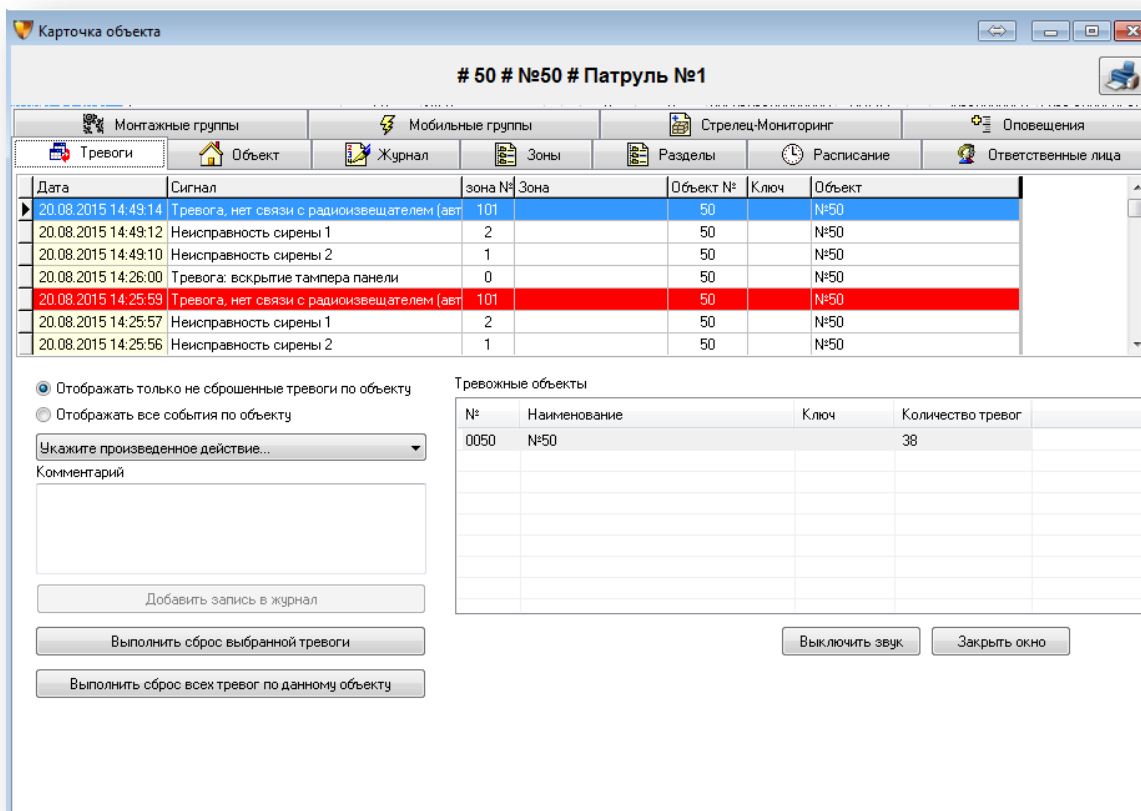 Карточка объекта
# 50 # №50 # Патруль №1
Монтажные группы Мобильные группы Стрелец-Мониторинг Оповещения
Тревоги Объект Журнал Зоны Разделы Расписание Ответственные лица
Дата Сигнал зона № Зона Объект № Ключ Объект
20.08.2015 14:49:14 Тревога, нет связи с радиоизвещателем (авт 101 50 №50
20.08.2015 14:49:12 Неисправность сирены 1 2 50 №50
20.08.2015 14:49:10 Неисправность сирены 2 1 50 №50
20.08.2015 14:26:00 Тревога: вскрытие тампера панели 0 50 №50
20.08.2015 14:25:59 Тревога, нет связи с радиоизвещателем (авт 101 50 №50
20.08.2015 14:25:57 Неисправность сирены 1 2 50 №50
20.08.2015 14:25:56 Неисправность сирены 2 1 50 №50
Отображать только не сброшенные тревоги по объекту
Отображать все события по объекту
Укажите произведенное действие...
Комментарий
Добавить запись в журнал
Выполнить сброс выбранной тревоги
Выполнить сброс всех тревог по данному объекту
Тревожные объекты
№ Наименование Ключ Количество тревог
0050 №50 38
Выключить звук Закрыть окно